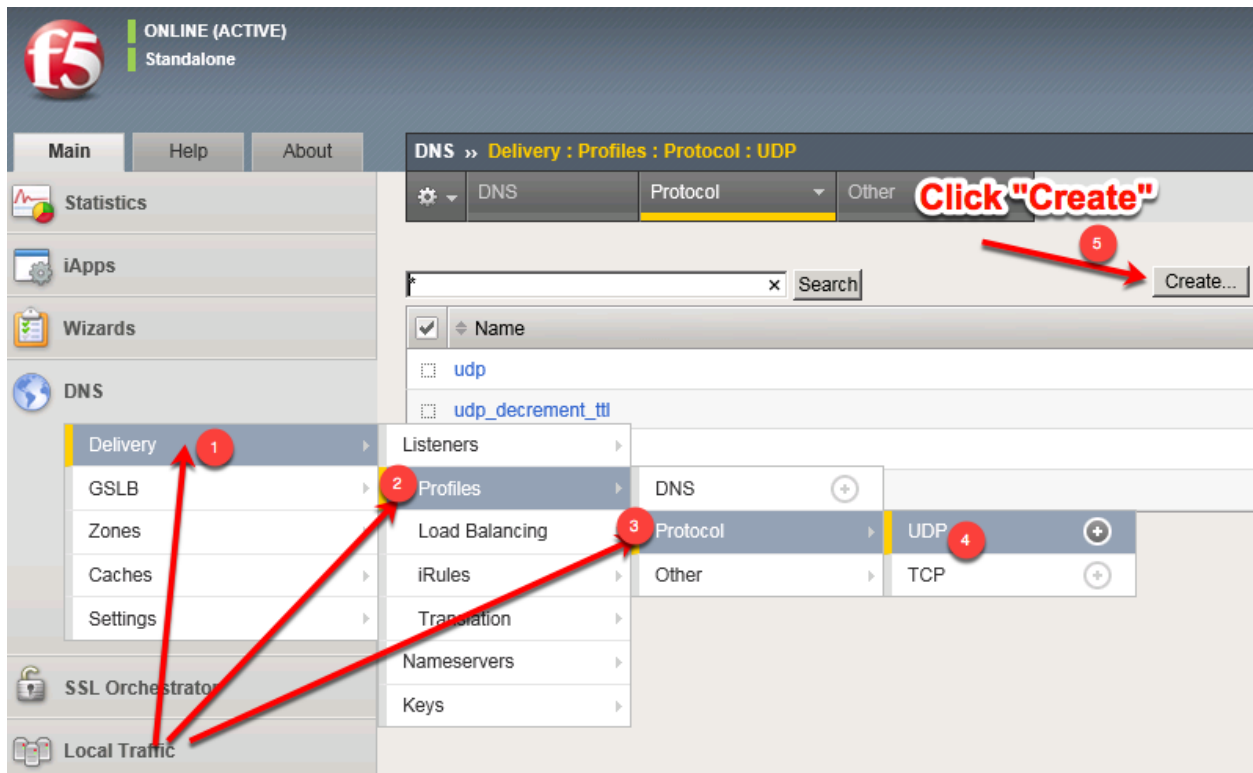 f5
ONLINE (ACTIVE)
Standalone
Main
Help
About
DNS » Delivery : Profiles : Protocol : UDP
DNS
Protocol
Other
Click "Create"
5
Statistics
iApps
Wizards
DNS
*
×
Search
Create...
Name
udp
udp_decrement_ttl
Delivery
1
GSLB
Zones
Caches
Settings
Listeners
2
Profiles
Load Balancing
iRules
Translation
Nameservers
Keys
DNS
3
Protocol
Other
UDP
4
TCP
SSL Orchestrator
Local Traffic